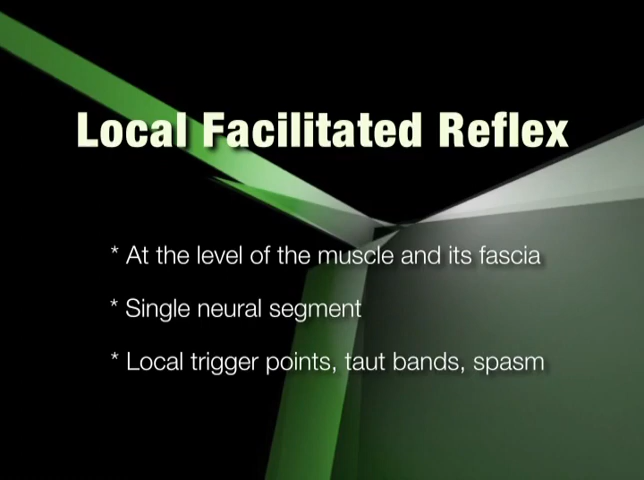 Local Facilitated Reflex
* At the level of the muscle and its fascia
* Single neural segment
* Local trigger points, taut bands, spasm